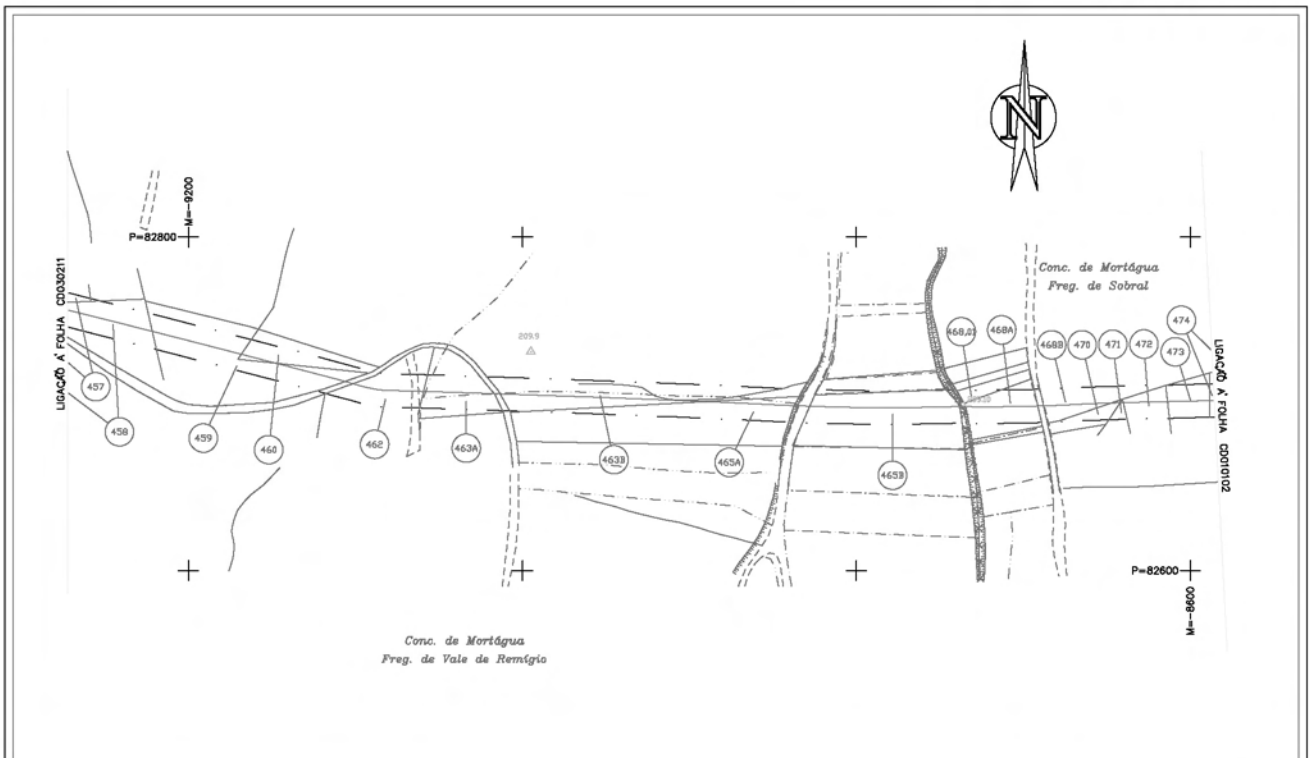 N
M=-9200
P=82800
LIGAÇÃO À FOLHA CD030211
Conc. de Mortágua
Freg. de Sobral
474
LIGAÇÃO À FOLHA CD010102
209.9
468A
468B
470
471
472
473
457
458
459
460
462
463A
463B
465A
465B
P=82600
M=-8600
Conc. de Mortágua
Freg. de Vale de Remígio